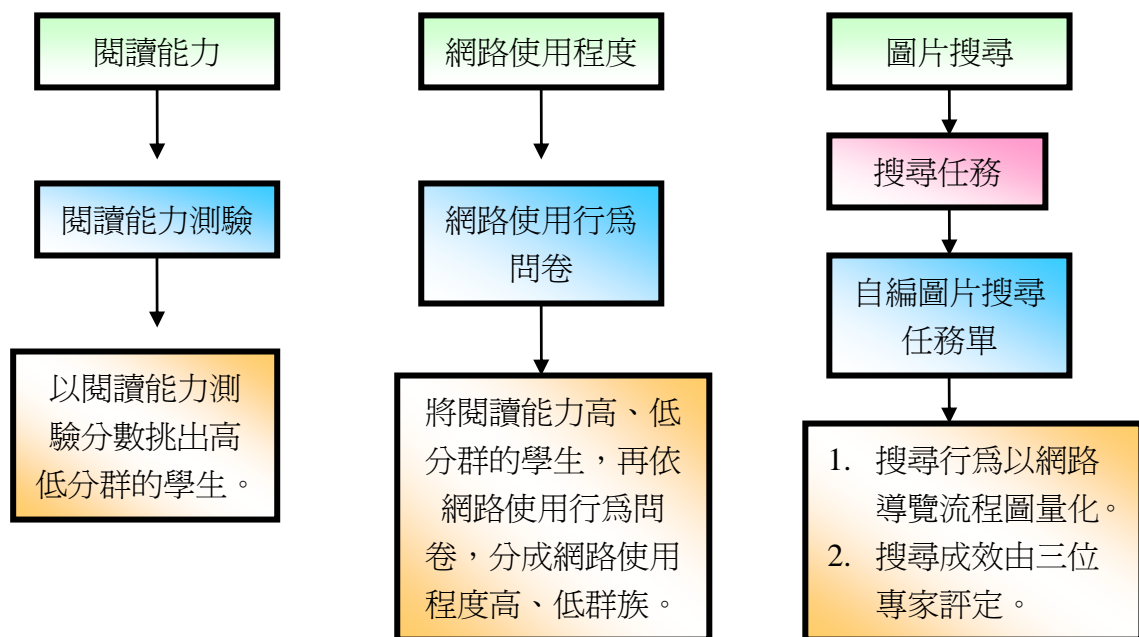 閱讀能力
閱讀能力測驗
以閱讀能力測
驗分數挑出高
低分群的學生。
網路使用程度
網路使用行為
問卷
將閱讀能力高、低
分群的學生，再依
網路使用行為問
卷，分成網路使用
程度高、低群族。
圖片搜尋
搜尋任務
自編圖片搜尋
任務單
1. 搜尋行為以網路
導覽流程圖量化。
2. 搜尋成效由三位
專家評定。